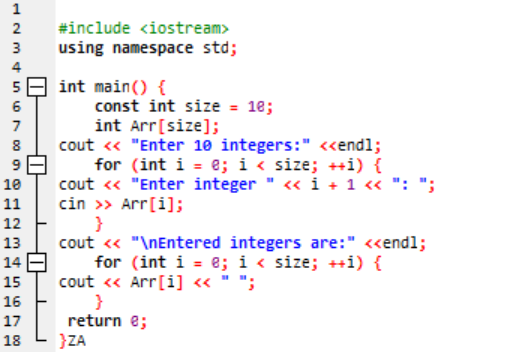 1
2 #include <iostream>
3 using namespace std;
4
5 int main() {
6 const int size = 10;
7 int Arr[size];
8 cout << "Enter 10 integers:" <<endl;
9 for (int i = 0; i < size; ++i) {
10 cout << "Enter integer " << i + 1 << ": ";
11 cin >> Arr[i];
12 }
13 cout << "\nEntered integers are:" <<endl;
14 for (int i = 0; i < size; ++i) {
15 cout << Arr[i] << " ";
16 }
17 return 0;
18 }ZA